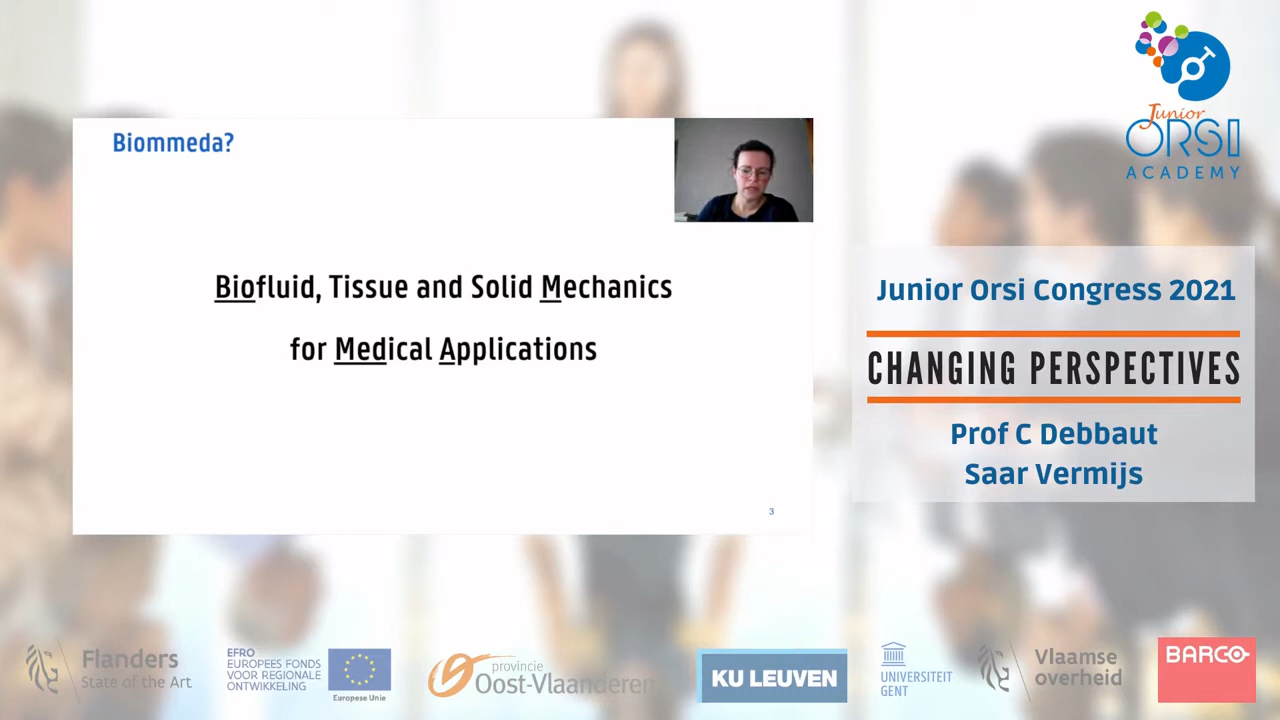 Biommeda?
Biofluid, Tissue and Solid Mechanics
for Medical Applications
3
Junior
ORSI
ACADEMY
Junior Orsi Congress 2021
CHANGING PERSPECTIVES
Prof C Debbaut
Saar Vermijs
Flanders
State of the Art
EFRO
EUROPEES FONDS
VOOR REGIONALE
ONTWIKKELING
Europese Unie
provincie
Oost-Vlaanderen
KU LEUVEN
UNIVERSITEIT
GENT
Vlaamse
overheid
BARCO